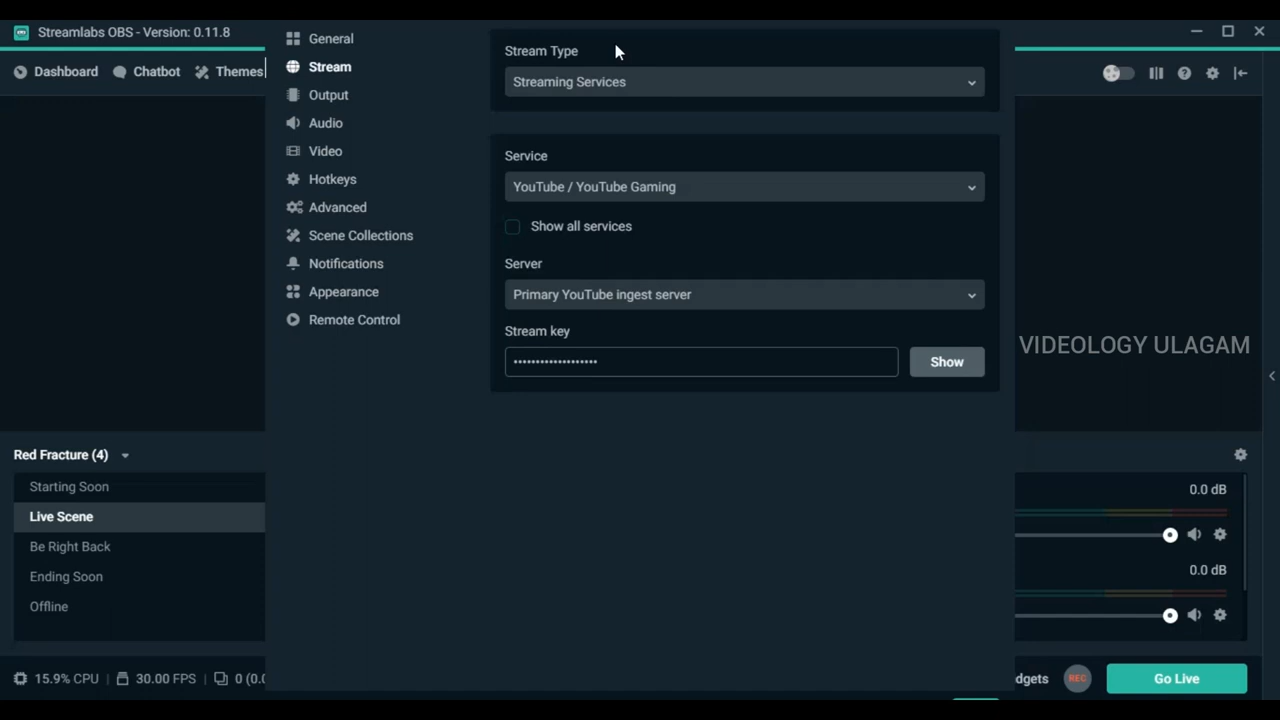 Streamlabs OBS - Version: 0.11.8
Dashboard
Chatbot
Themes
General
Stream
Output
Audio
Video
Hotkeys
Advanced
Scene Collections
Notifications
Appearance
Remote Control
Stream Type
Streaming Services
Service
YouTube / YouTube Gaming
Show all services
Server
Primary YouTube ingest server
Stream key
•••••••••••••••••••
Show
VIDEOLOGY ULAGAM
Red Fracture (4)
Starting Soon
Live Scene
Be Right Back
Ending Soon
Offline
0.0 dB
0.0 dB
15.9% CPU
30.00 FPS
0 (0.0
dgets
REC
Go Live